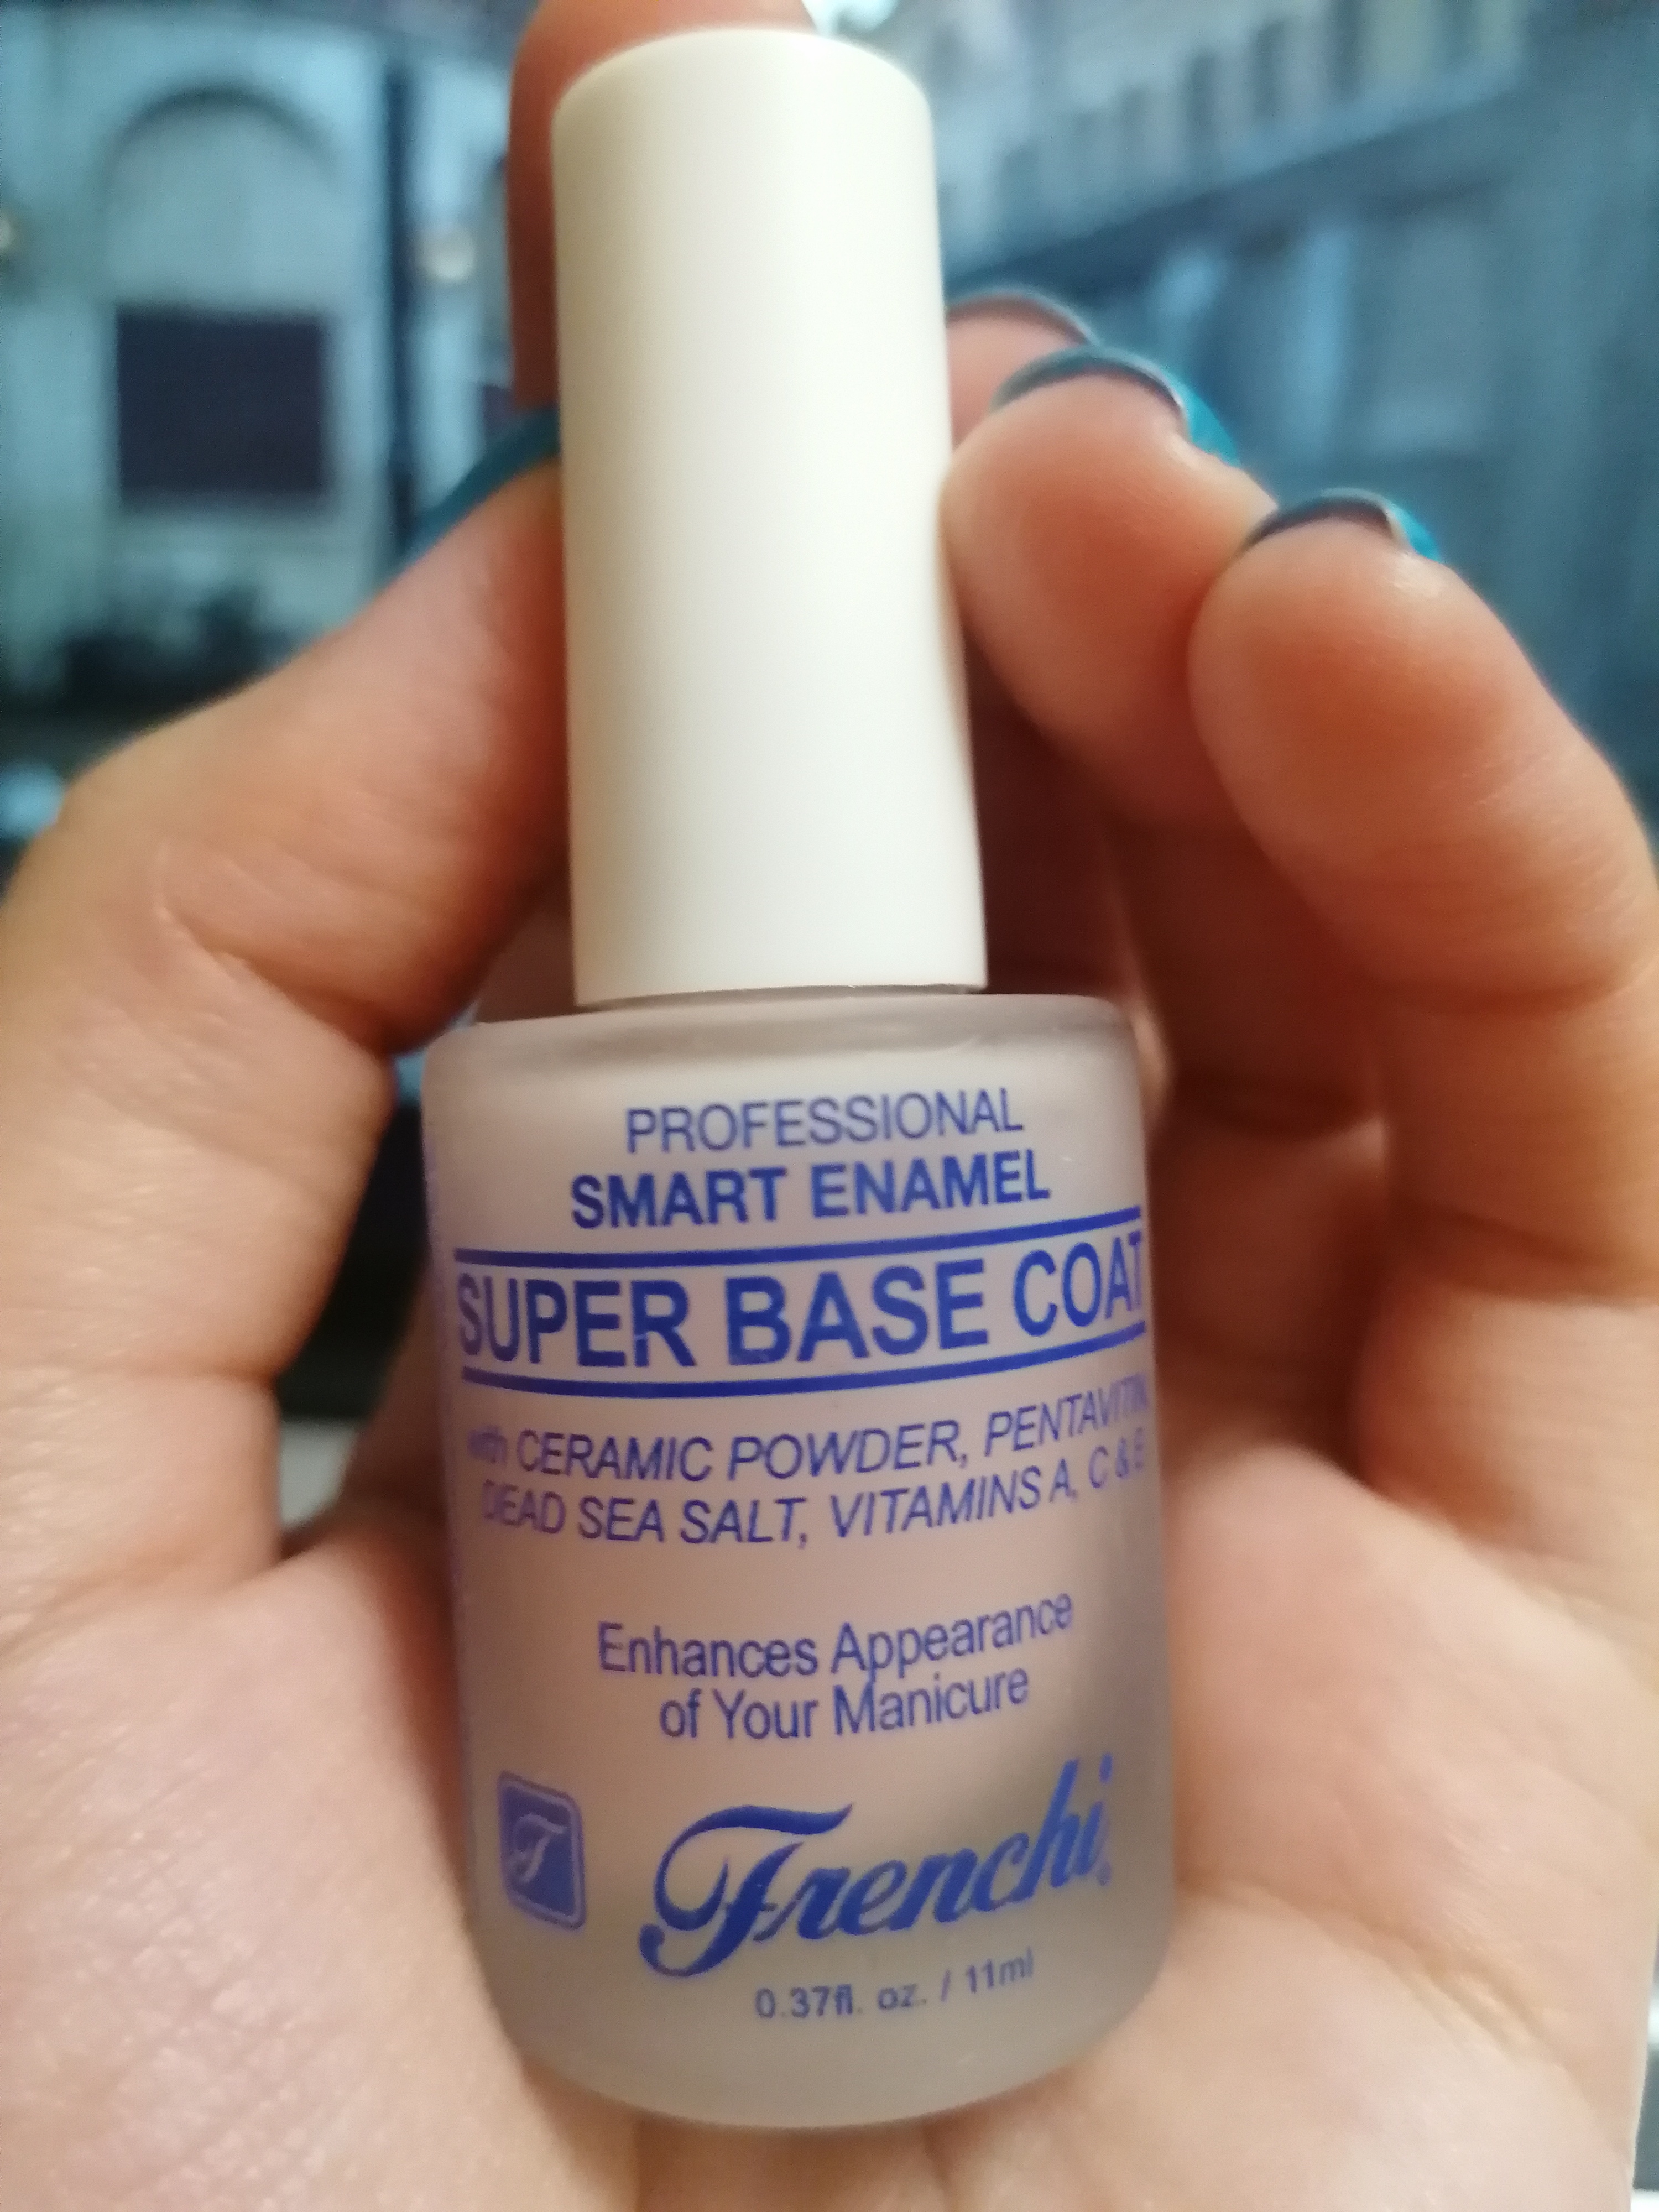 PROFESSIONAL
SMART ENAMEL
SUPER BASE COAT
with CERAMIC POWDER, PENTAVITIN,
DEAD SEA SALT, VITAMINS A, C & E
Enhances Appearance
of Your Manicure
F
Frenchi
0.37fl. oz. / 11ml